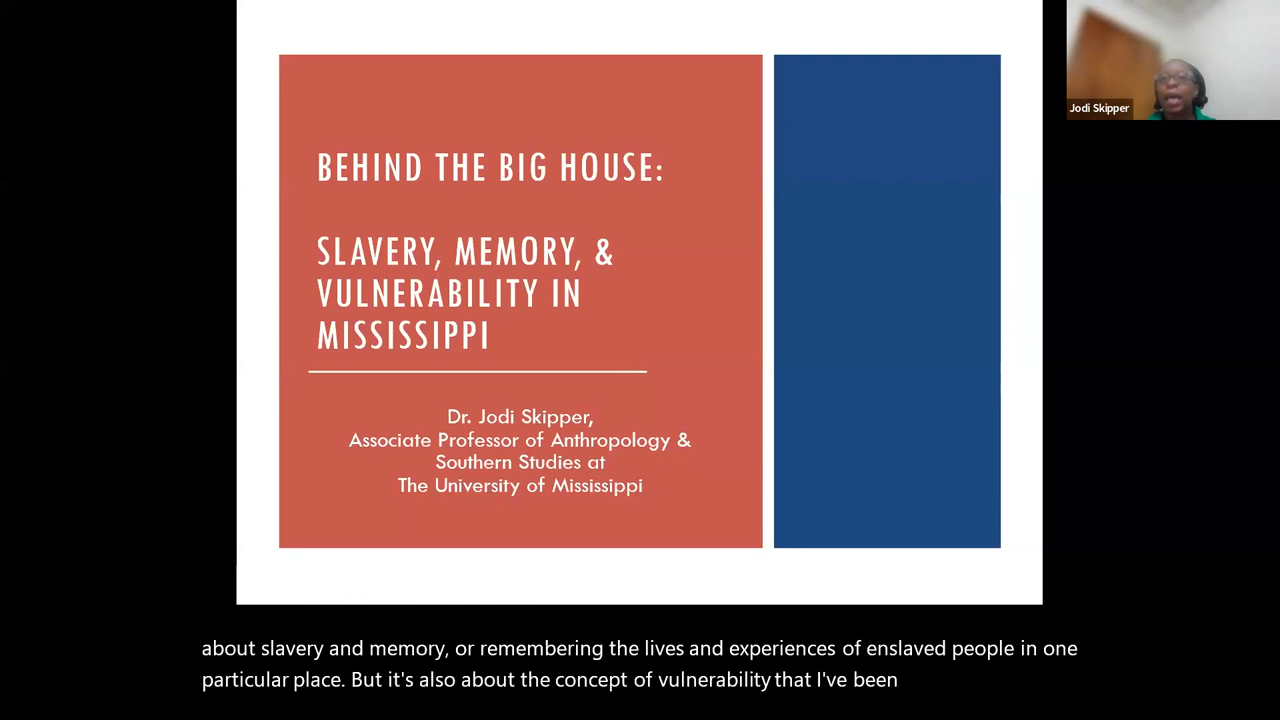 BEHIND THE BIG HOUSE:
SLAVERY, MEMORY, &
VULNERABILITY IN
MISSISSIPPI
Dr. Jodi Skipper,
Associate Professor of Anthropology &
Southern Studies at
The University of Mississippi
Jodi Skipper
about slavery and memory, or remembering the lives and experiences of enslaved people in one
particular place. But it's also about the concept of vulnerability that I've been